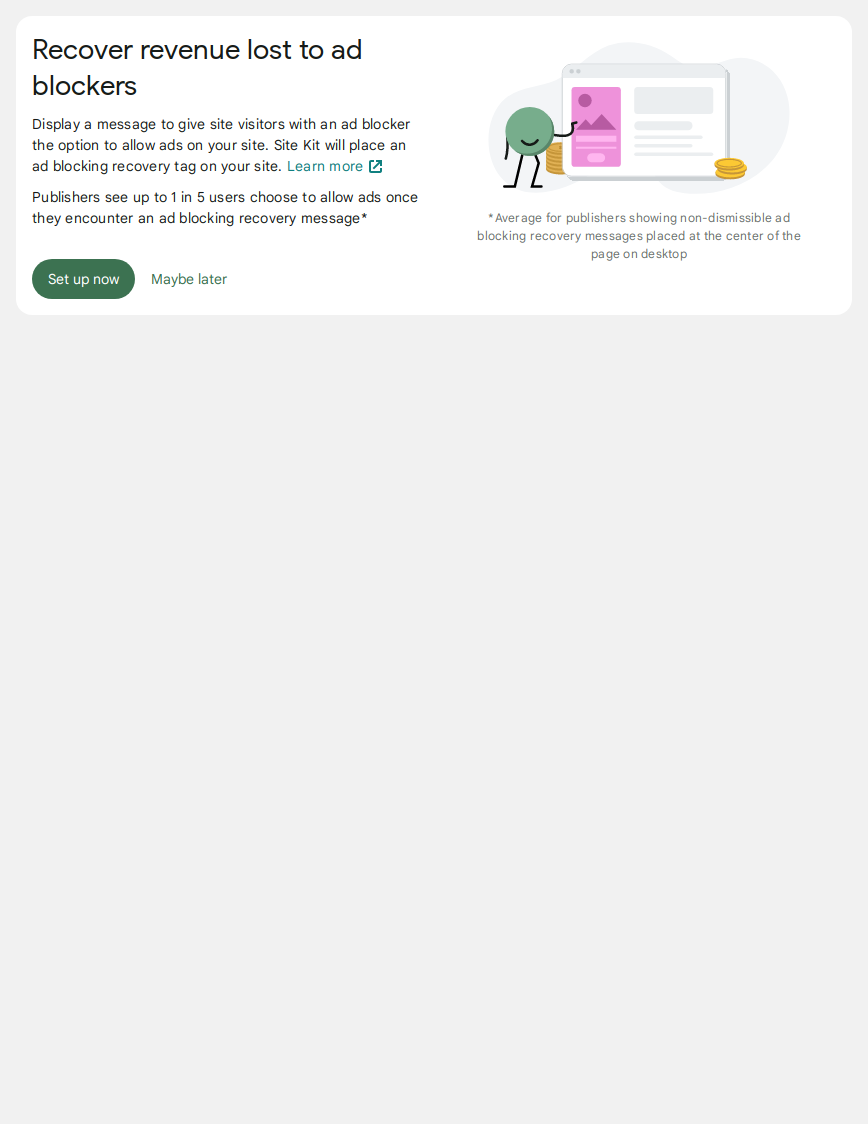 Recover revenue lost to ad
blockers
Display a message to give site visitors with an ad blocker
the option to allow ads on your site. Site Kit will place an
ad blocking recovery tag on your site. Learn more
Publishers see up to 1 in 5 users choose to allow ads once
they encounter an ad blocking recovery message*
Set up now
Maybe later
*Average for publishers showing non-dismissible ad
blocking recovery messages placed at the center of the
page on desktop